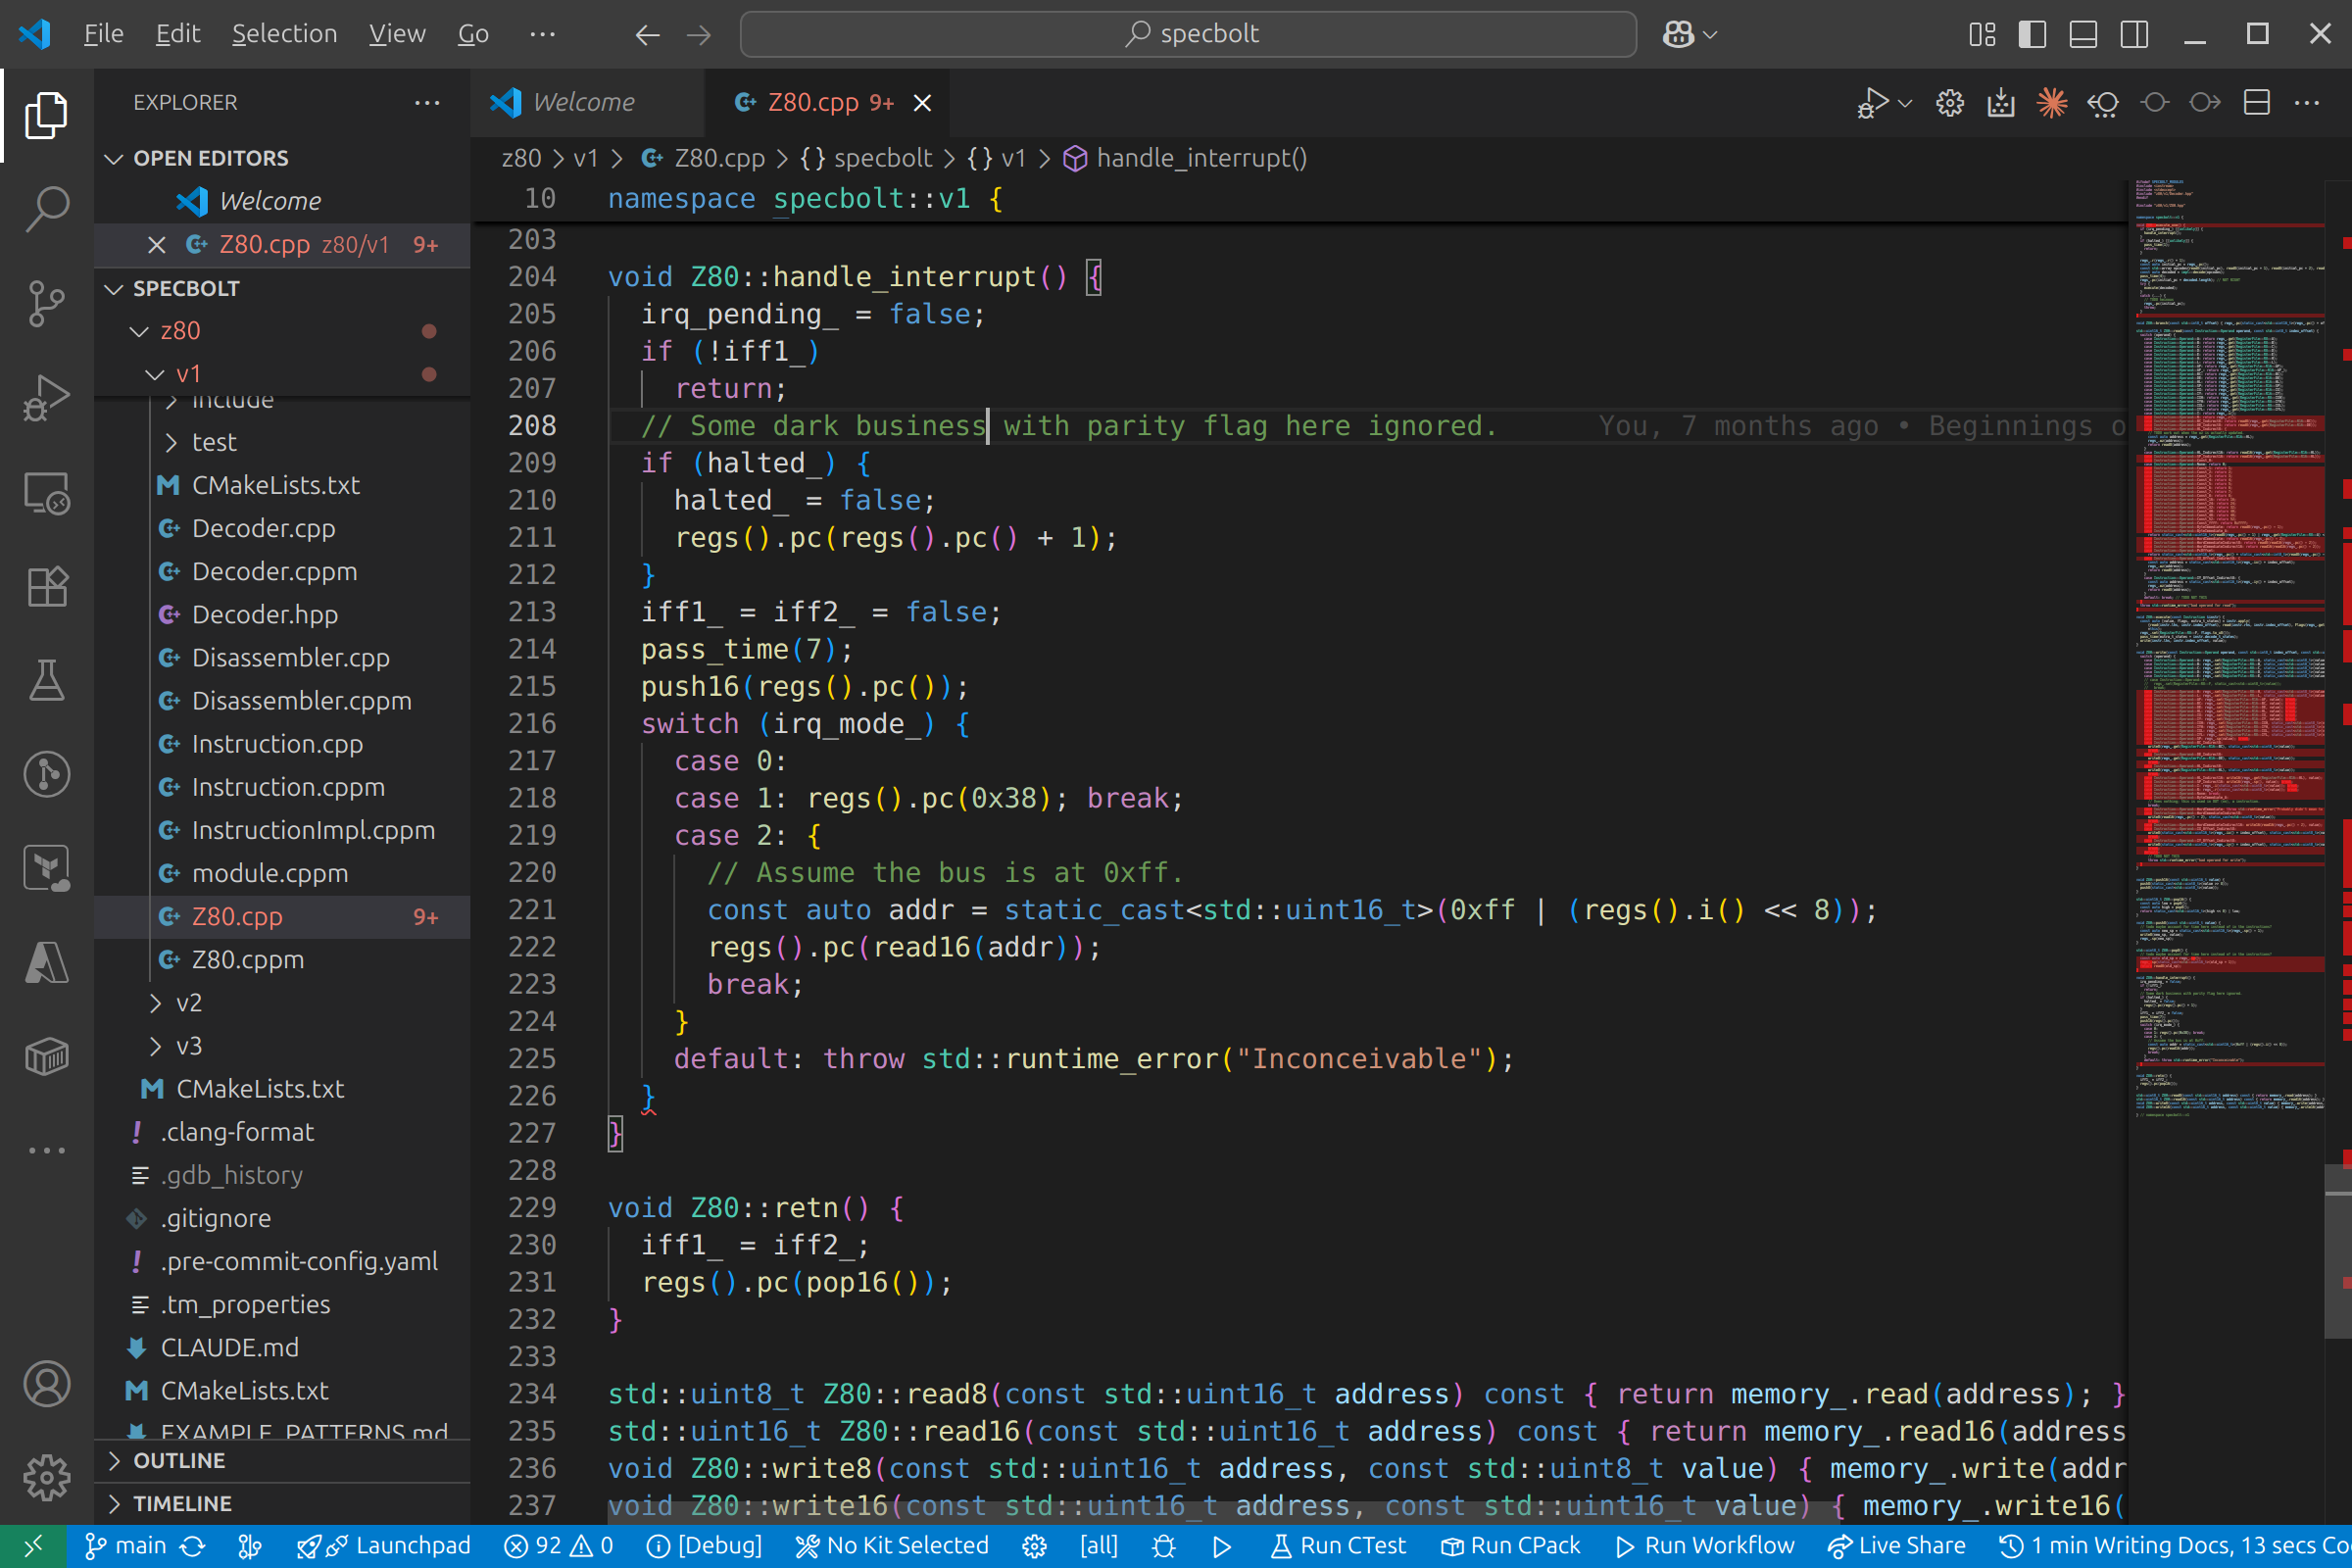 File Edit Selection View Go ··· specbolt
EXPLORER ···
OPEN EDITORS
Welcome
Z80.cpp z80/v1 9+
SPECBOLT
z80
v1
include
test
CMakeLists.txt
Decoder.cpp
Decoder.cppm
Decoder.hpp
Disassembler.cpp
Disassembler.cppm
Instruction.cpp
Instruction.cppm
InstructionImpl.cppm
module.cppm
Z80.cpp 9+
Z80.cppm
v2
v3
CMakeLists.txt
.clang-format
.gdb_history
.gitignore
.pre-commit-config.yaml
.tm_properties
CLAUDE.md
CMakeLists.txt
EXAMPLE_PATTERNS.md
OUTLINE
TIMELINE
Welcome Z80.cpp 9+
z80 > v1 > Z80.cpp > {} specbolt > {} v1 > handle_interrupt()
10 namespace specbolt::v1 {
203
204 void Z80::handle_interrupt() {
205 irq_pending_ = false;
206 if (!iff1_)
207 return;
208 // Some dark business with parity flag here ignored. You, 7 months ago • Beginnings o
209 if (halted_) {
210 halted_ = false;
211 regs().pc(regs().pc() + 1);
212 }
213 iff1_ = iff2_ = false;
214 pass_time(7);
215 push16(regs().pc());
216 switch (irq_mode_) {
217 case 0:
218 case 1: regs().pc(0x38); break;
219 case 2: {
220 // Assume the bus is at 0xff.
221 const auto addr = static_cast<std::uint16_t>(0xff | (regs().i() << 8));
222 regs().pc(read16(addr));
223 break;
224 }
225 default: throw std::runtime_error("Inconceivable");
226 }
227 }
228
229 void Z80::retn() {
230 iff1_ = iff2_;
231 regs().pc(pop16());
232 }
233
234 std::uint8_t Z80::read8(const std::uint16_t address) const { return memory_.read(address); }
235 std::uint16_t Z80::read16(const std::uint16_t address) const { return memory_.read16(address
236 void Z80::write8(const std::uint16_t address, const std::uint8_t value) { memory_.write(addr
237 void Z80::write16(const std::uint16_t address, const std::uint16_t value) { memory_.write16(
main Launchpad 92 0 [Debug] No Kit Selected [all] Run CTest Run CPack Run Workflow Live Share 1 min Writing Docs, 13 secs Co